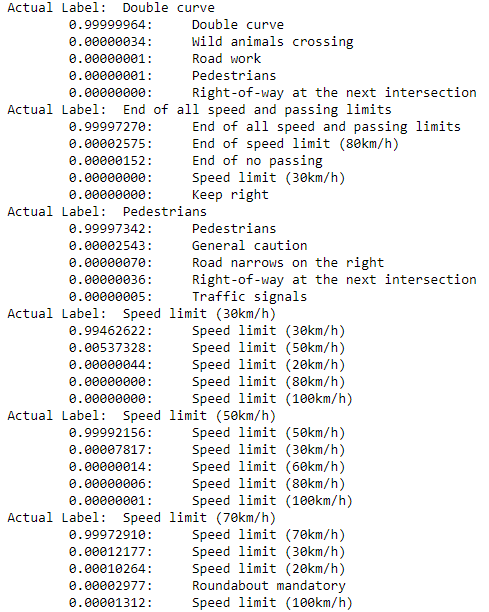 Actual Label:  Double curve
        0.99999964:     Double curve
        0.00000034:     Wild animals crossing
        0.00000001:     Road work
        0.00000001:     Pedestrians
        0.00000000:     Right-of-way at the next intersection
Actual Label:  End of all speed and passing limits
        0.99997270:     End of all speed and passing limits
        0.00002575:     End of speed limit (80km/h)
        0.00000152:     End of no passing
        0.00000000:     Speed limit (30km/h)
        0.00000000:     Keep right
Actual Label:  Pedestrians
        0.99997342:     Pedestrians
        0.00002543:     General caution
        0.00000070:     Road narrows on the right
        0.00000036:     Right-of-way at the next intersection
        0.00000005:     Traffic signals
Actual Label:  Speed limit (30km/h)
        0.99462622:     Speed limit (30km/h)
        0.00537328:     Speed limit (50km/h)
        0.00000044:     Speed limit (20km/h)
        0.00000000:     Speed limit (80km/h)
        0.00000000:     Speed limit (100km/h)
Actual Label:  Speed limit (50km/h)
        0.99992156:     Speed limit (50km/h)
        0.00007817:     Speed limit (30km/h)
        0.00000014:     Speed limit (60km/h)
        0.00000006:     Speed limit (80km/h)
        0.00000001:     Speed limit (100km/h)
Actual Label:  Speed limit (70km/h)
        0.99972910:     Speed limit (70km/h)
        0.00012177:     Speed limit (30km/h)
        0.00010264:     Speed limit (20km/h)
        0.00002977:     Roundabout mandatory
        0.00001312:     Speed limit (100km/h)